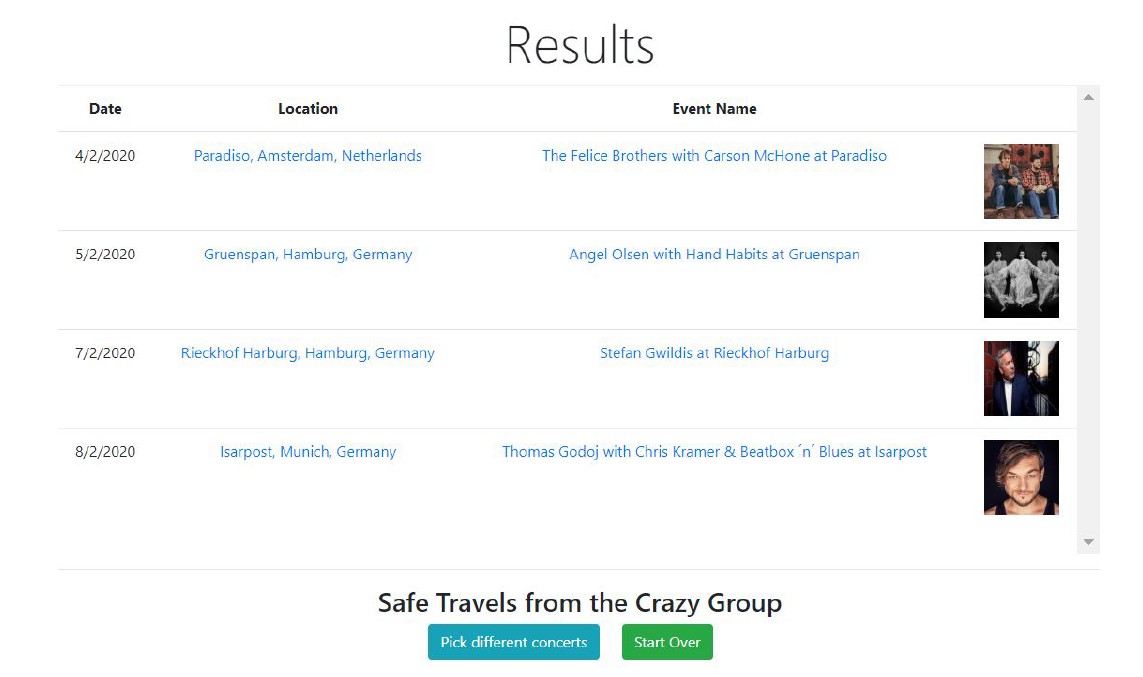 Results
Date Location Event Name
4/2/2020 Paradiso, Amsterdam, Netherlands The Felice Brothers with Carson McHone at Paradiso
5/2/2020 Gruenspan, Hamburg, Germany Angel Olsen with Hand Habits at Gruenspan
7/2/2020 Rieckhof Harburg, Hamburg, Germany Stefan Gwildis at Rieckhof Harburg
8/2/2020 Isarpost, Munich, Germany Thomas Godoj with Chris Kramer & Beatbox ´n´ Blues at Isarpost
Safe Travels from the Crazy Group
Pick different concerts Start Over